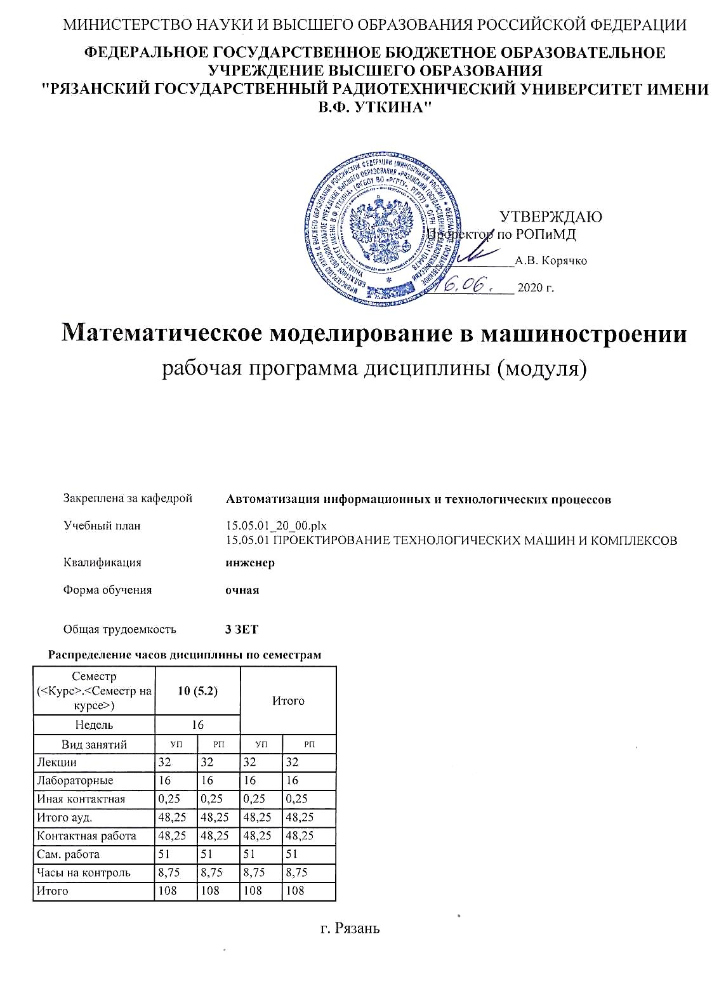 МИНИСТЕРСТВО НАУКИ И ВЫСШЕГО ОБРАЗОВАНИЯ РОССИЙСКОЙ ФЕДЕРАЦИИ
ФЕДЕРАЛЬНОЕ ГОСУДАРСТВЕННОЕ БЮДЖЕТНОЕ ОБРАЗОВАТЕЛЬНОЕ
УЧРЕЖДЕНИЕ ВЫСШЕГО ОБРАЗОВАНИЯ
"РЯЗАНСКИЙ ГОСУДАРСТВЕННЫЙ РАДИОТЕХНИЧЕСКИЙ УНИВЕРСИТЕТ ИМЕНИ
В.Ф. УТКИНА"
УТВЕРЖДАЮ
Проректор по РОПиМД
А.В. Корячко
16.06. 2020 г.
Математическое моделирование в машиностроении
рабочая программа дисциплины (модуля)
Закреплена за кафедрой Автоматизация информационных и технологических процессов
Учебный план 15.05.01_20_00.plx
15.05.01 ПРОЕКТИРОВАНИЕ ТЕХНОЛОГИЧЕСКИХ МАШИН И КОМПЛЕКСОВ
Квалификация инженер
Форма обучения очная
Общая трудоемкость 3 ЗЕТ
Распределение часов дисциплины по семестрам
Семестр
(<Курс>.<Семестр на
курсе>)
10 (5.2)
Итого
Недель 16
Вид занятий УП РП УП РП
Лекции 32 32 32 32
Лабораторные 16 16 16 16
Иная контактная 0,25 0,25 0,25 0,25
Итого ауд. 48,25 48,25 48,25 48,25
Контактная работа 48,25 48,25 48,25 48,25
Сам. работа 51 51 51 51
Часы на контроль 8,75 8,75 8,75 8,75
Итого 108 108 108 108
г. Рязань